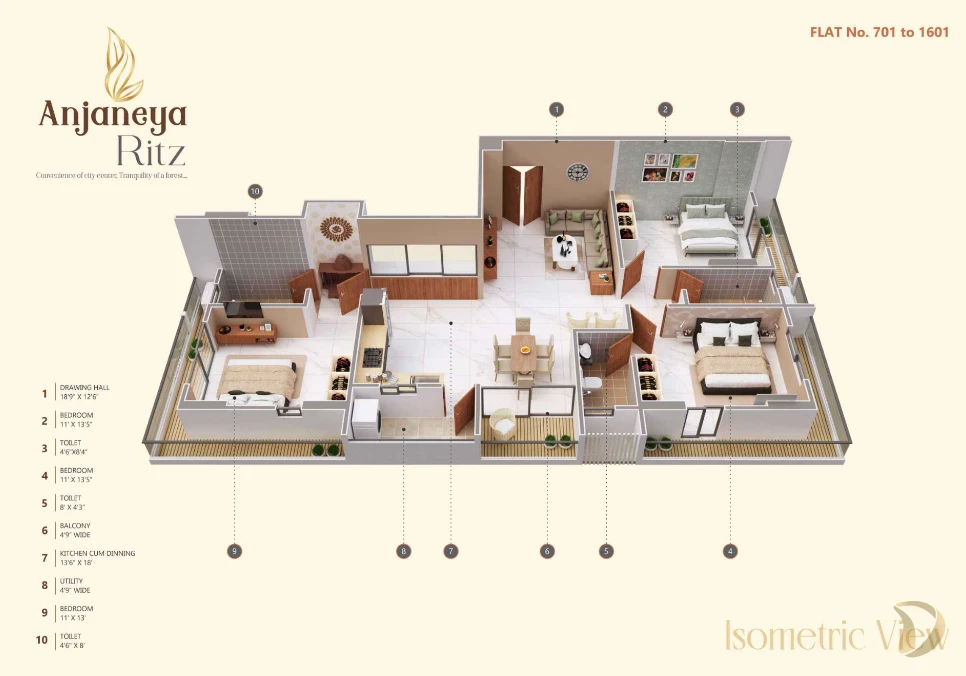 FLAT No. 701 to 1601
Anjaneya
Ritz
Convenience of city center, Tranquility of a forest...
1
2
3
10
1 DRAWING HALL
18'9" X 12'6"
2 BEDROOM
11' X 13'5"
3 TOILET
4'6"X8'4"
4 BEDROOM
11' X 13'5"
5 TOILET
8' X 4'3"
6 BALCONY
4'9" WIDE
7 KITCHEN CUM DINNING
13'6" X 18'
8 UTILITY
4'9" WIDE
9 BEDROOM
11' X 13'
10 TOILET
4'6" X 8'
9
8
7
6
5
4
Isometric View